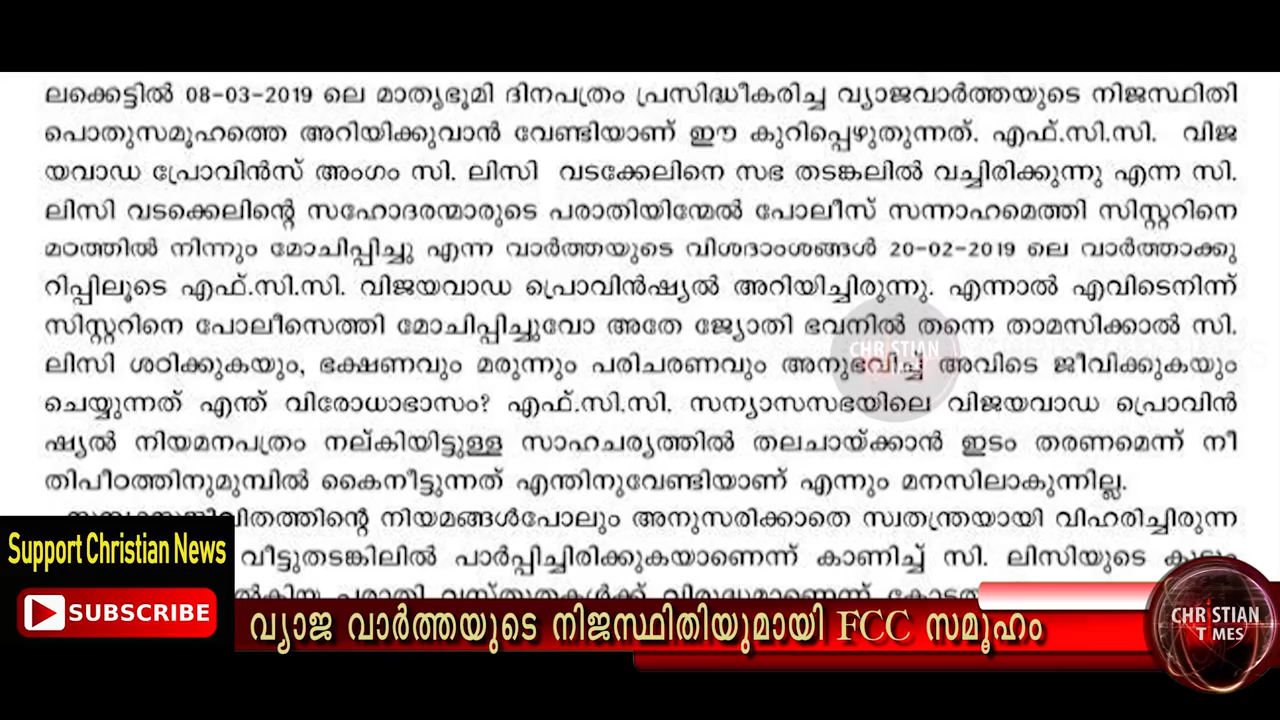 ലക്കെട്ടിൽ 08-03-2019 ലെ മാതൃഭൂമി ദിനപത്രം പ്രസിദ്ധീകരിച്ച വ്യാജവാർത്തയുടെ നിജസ്ഥിതി
പൊതുസമൂഹത്തെ അറിയിക്കുവാൻ വേണ്ടിയാണ് ഈ കുറിപ്പെഴുതുന്നത്. എഫ്.സി.സി. വിജ
യവാഡ പ്രോവിൻസ് അംഗം സി. ലിസി വടക്കേലിനെ സഭ തടങ്കലിൽ വച്ചിരിക്കുന്നു എന്ന സി.
ലിസി വടക്കെലിന്റെ സഹോദരന്മാരുടെ പരാതിയിന്മേൽ പോലീസ് സന്നാഹമെത്തി സിസ്റ്ററിനെ
മഠത്തിൽ നിന്നും മോചിപ്പിച്ചു എന്ന വാർത്തയുടെ വിശദാംശങ്ങൾ 20-02-2019 ലെ വാർത്താക്കു
റിപ്പിലൂടെ എഫ്.സി.സി. വിജയവാഡ പ്രൊവിൻഷ്യൽ അറിയിച്ചിരുന്നു. എന്നാൽ എവിടെനിന്ന്
സിസ്റ്ററിനെ പോലീസെത്തി മോചിപ്പിച്ചുവോ അതേ ജ്യോതി ഭവനിൽ തന്നെ താമസിക്കാൽ സി.
ലിസി ശഠിക്കുകയും, ഭക്ഷണവും മരുന്നും പരിചരണവും അനുഭവിച്ച് അവിടെ ജീവിക്കുകയും
ചെയ്യുന്നത് എന്ത് വിരോധാഭാസം? എഫ്.സി.സി. സന്യാസസഭയിലെ വിജയവാഡ പ്രൊവിൻ
ഷ്യൽ നിയമനപത്രം നല്കിയിട്ടുള്ള സാഹചര്യത്തിൽ തലചായ്ക്കാൻ ഇടം തരണമെന്ന് നീ
തിപീഠത്തിനുമുമ്പിൽ കൈനീട്ടുന്നത് എന്തിനുവേണ്ടിയാണ് എന്നും മനസിലാകുന്നില്ല.
നിയമങ്ങൾപോലും അനുസരിക്കാതെ സ്വതന്ത്രയായി വിഹരിച്ചിരുന്ന
വീട്ടുതടങ്കിലിൽ പാർപ്പിച്ചിരിക്കുകയാണെന്ന് കാണിച്ച് സി. ലിസിയുടെ
Support Christian News
SUBSCRIBE
വ്യാജ വാർത്തയുടെ നിജസ്ഥിതിയുമായി FCC സമൂഹം
CHRISTIAN
TIMES
CHRISTIAN